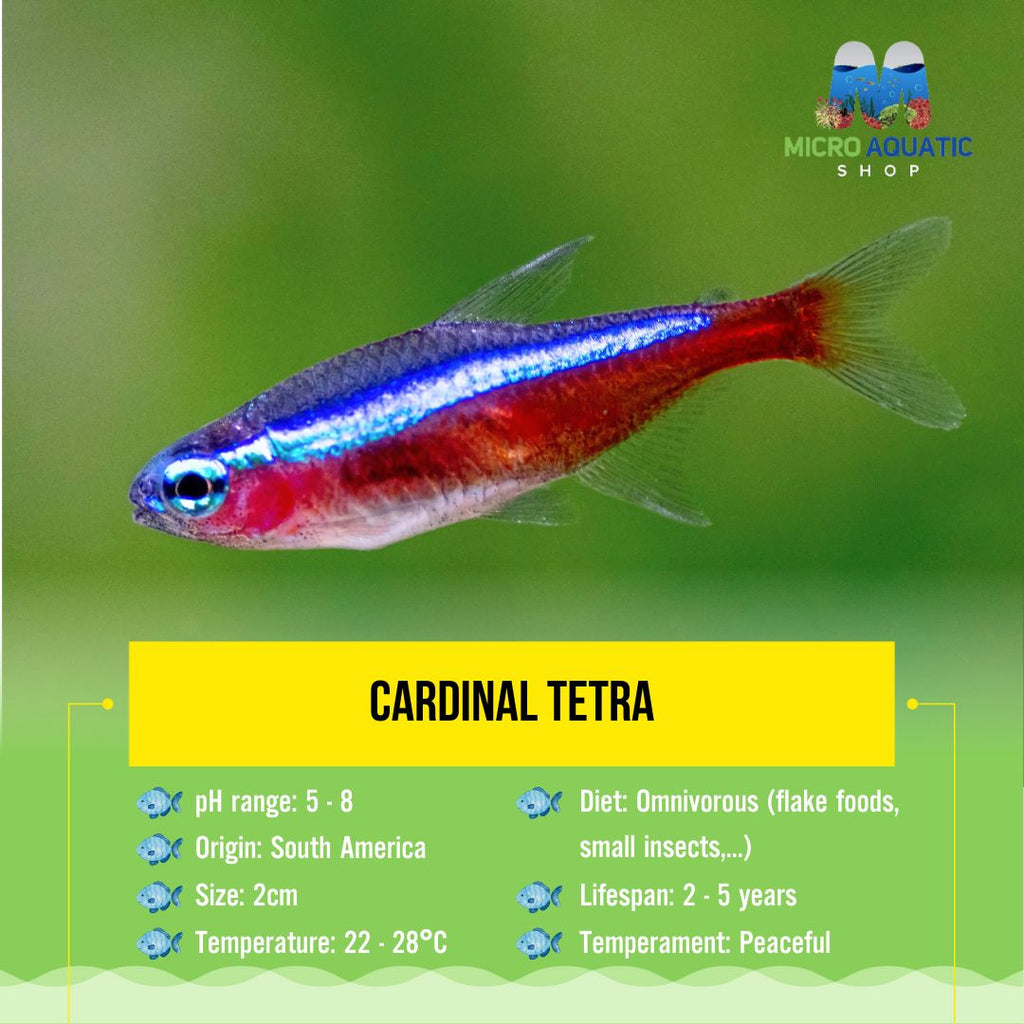 MICRO AQUATIC
SHOP
CARDINAL TETRA
pH range: 5 - 8
Origin: South America
Size: 2cm
Temperature: 22 - 28°C
Diet: Omnivorous (flake foods,
small insects,...)
Lifespan: 2 - 5 years
Temperament: Peaceful